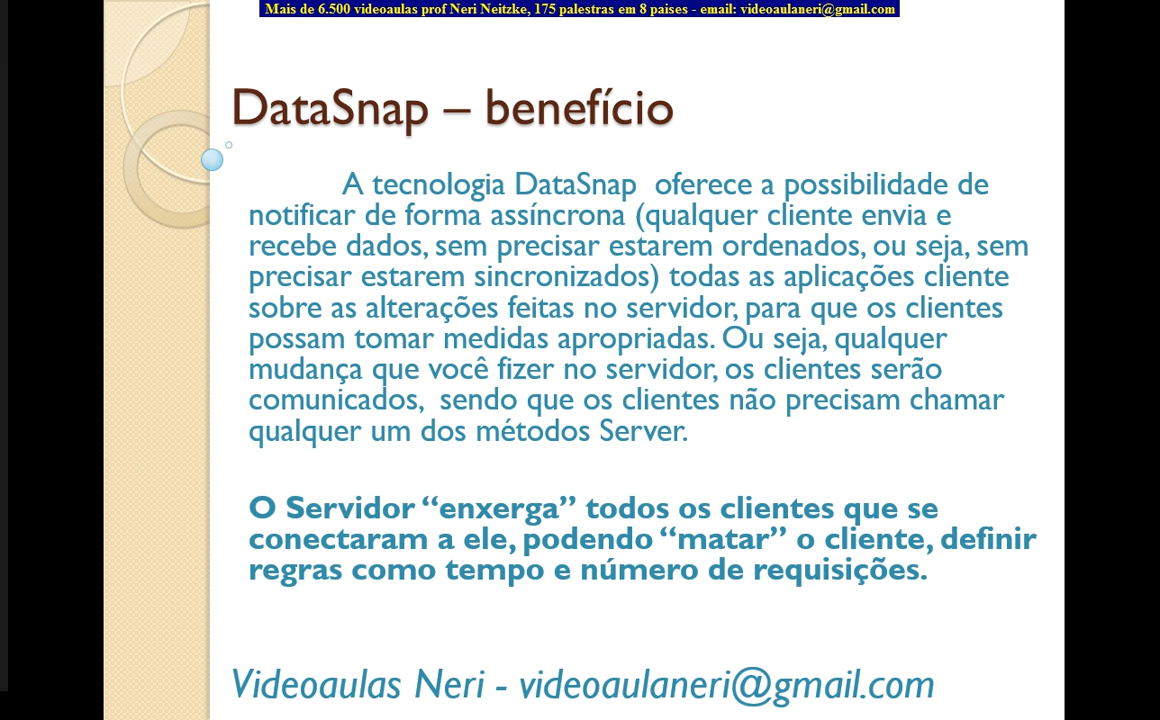 Mais de 6.500 videoaulas prof Neri Neitzke, 175 palestras em 8 paises - email: videoaulaneri@gmail.com
DataSnap – benefício
A tecnologia DataSnap oferece a possibilidade de
notificar de forma assíncrona (qualquer cliente envia e
recebe dados, sem precisar estarem ordenados, ou seja, sem
precisar estarem sincronizados) todas as aplicações cliente
sobre as alterações feitas no servidor, para que os clientes
possam tomar medidas apropriadas. Ou seja, qualquer
mudança que você fizer no servidor, os clientes serão
comunicados, sendo que os clientes não precisam chamar
qualquer um dos métodos Server.
O Servidor “enxerga” todos os clientes que se
conectaram a ele, podendo “matar” o cliente, definir
regras como tempo e número de requisições.
Videoaulas Neri - videoaulaneri@gmail.com